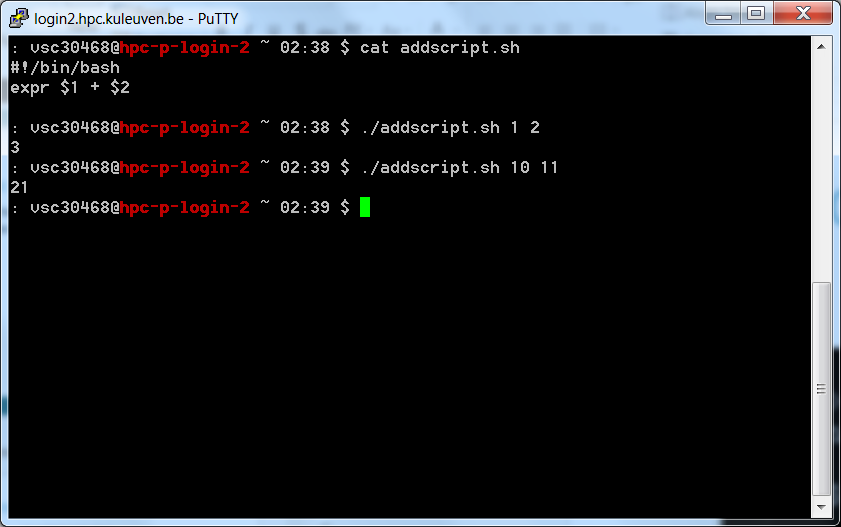 login2.hpc.kuleuven.be - PuTTY
: vsc30468@hpc-p-login-2 ~ 02:38 $ cat addscript.sh
#!/bin/bash
expr $1 + $2
: vsc30468@hpc-p-login-2 ~ 02:38 $ ./addscript.sh 1 2
3
: vsc30468@hpc-p-login-2 ~ 02:39 $ ./addscript.sh 10 11
21
: vsc30468@hpc-p-login-2 ~ 02:39 $